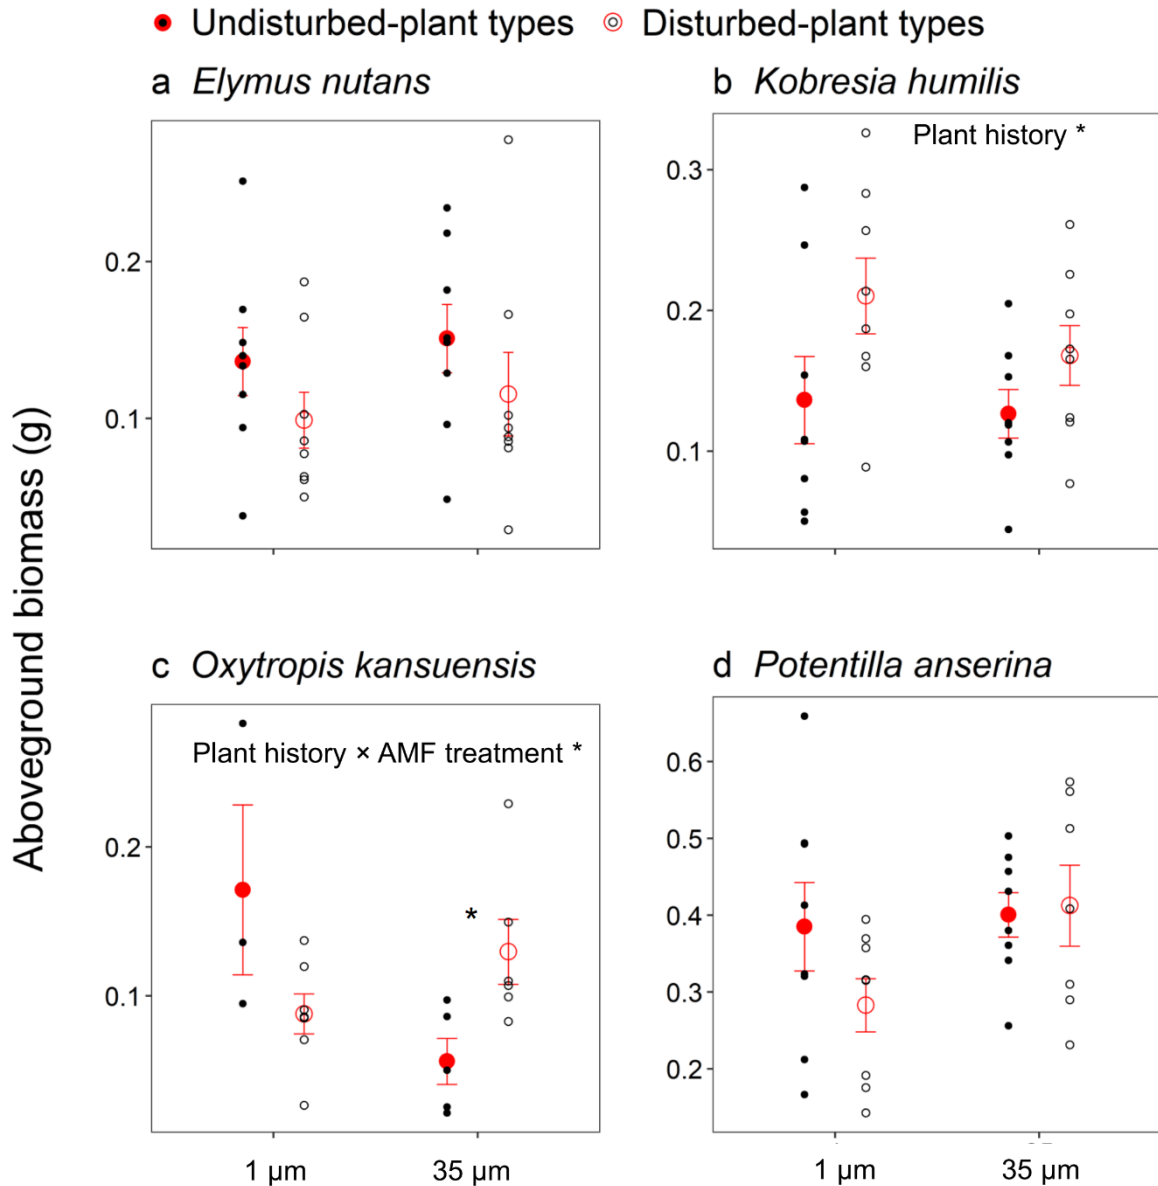 Undisturbed-plant types Disturbed-plant types
a Elymus nutans
b Kobresia humilis
Plant history *
0.2
0.1
0.3
0.2
0.1
Aboveground biomass (g)
c Oxytropis kansuensis
d Potentilla anserina
Plant history × AMF treatment *
*
0.2
0.1
0.6
0.5
0.4
0.3
0.2
1 µm 35 µm
1 µm 35 µm